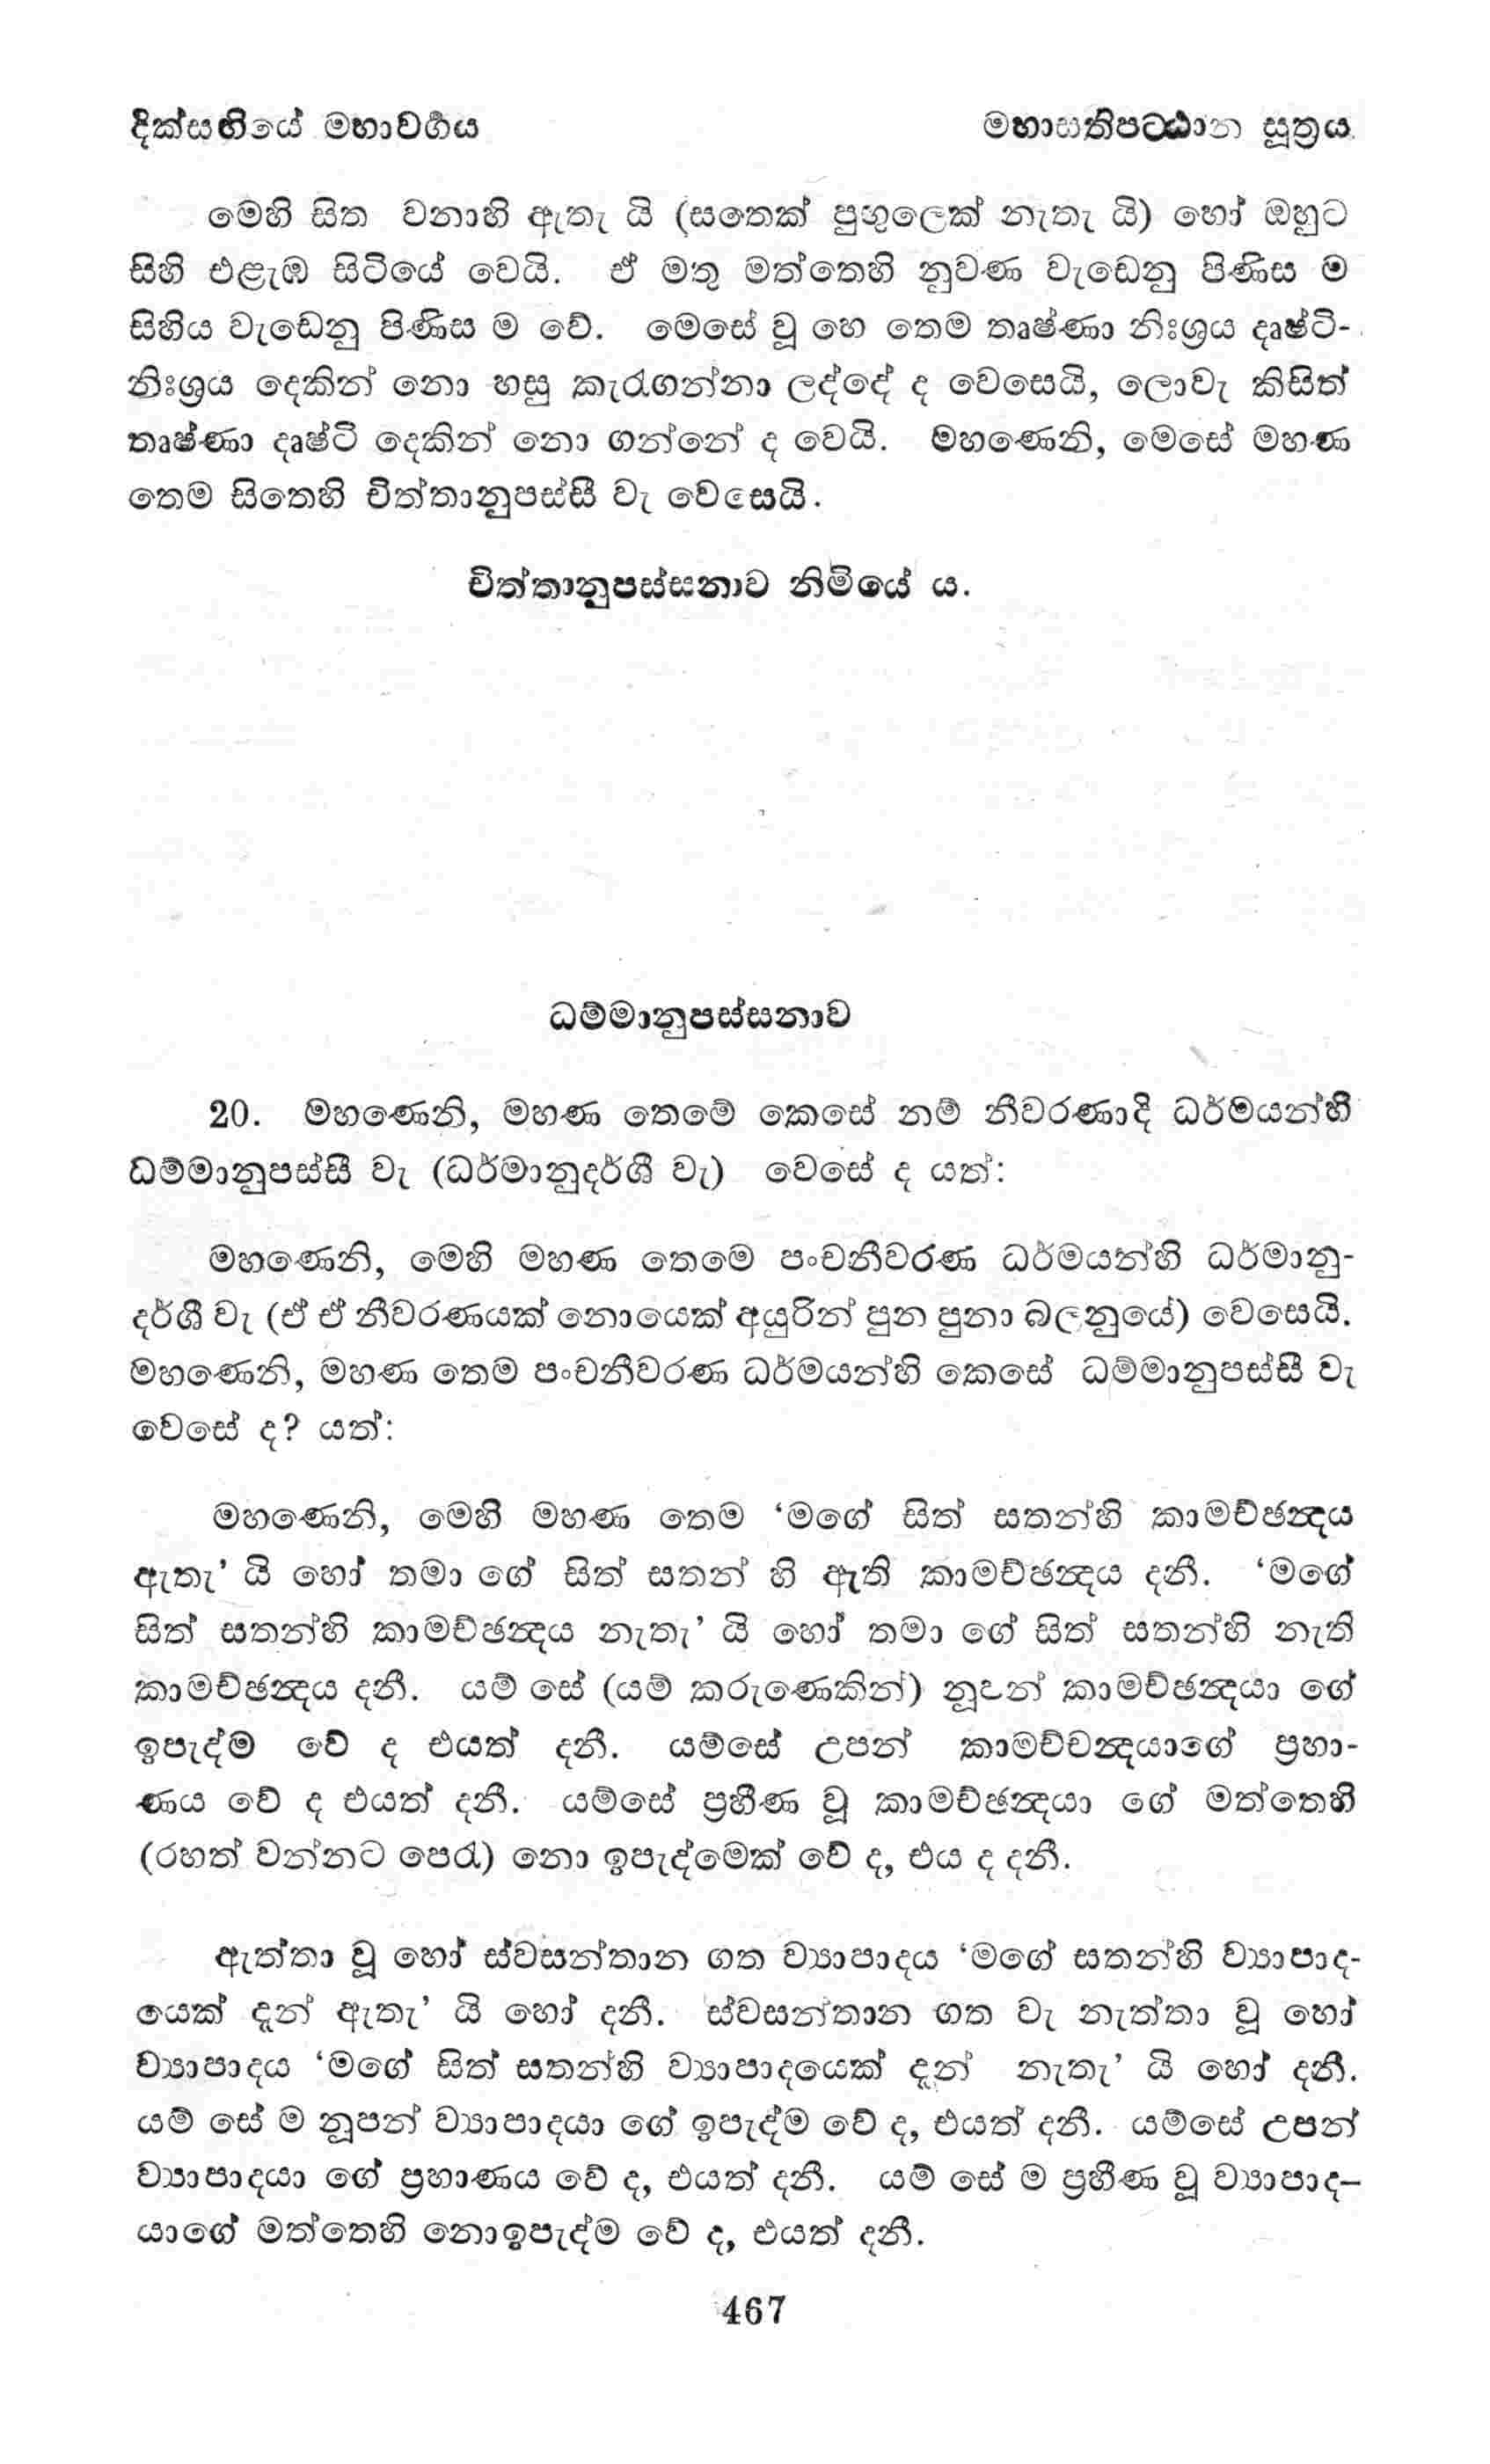 දික්සඟියේ මහාවර්‍ගය
මහාසතිපට්ඨාන සූත්‍රය
මෙහි සිත වනාහි ඇතැ යි (සතෙක් පුඟුලෙක් නැතැ යි) හෝ ඔහුට
සිහි එළැඹ සිටියේ වෙයි. ඒ මතු මත්තෙහි නුවණ වැඩෙනු පිණිස ම
සිහිය වැඩෙනු පිණිස ම වේ. මෙසේ වූ හෙ තෙම තෘෂ්ණා නිඃශ්‍රය දෘෂ්ටි-
නිඃශ්‍රය දෙකින් නො හසු කැරැගන්නා ලද්දේ ද වෙසෙයි, ලොවැ කිසිත්
තෘෂ්ණා දෘෂ්ටි දෙකින් නො ගන්නේ ද වෙයි. මහණෙනි, මෙසේ මහණ
තෙම සිතෙහි චිත්තානුපස්සී වැ වෙසෙයි.
චිත්තානුපස්සනාව නිමියේ ය.
ධම්මානුපස්සනාව
20. මහණෙනි, මහණ තෙමේ කෙසේ නම් නීවරණාදි ධර්මයන්හි
ධම්මානුපස්සී වැ (ධර්මානුදර්ශී වැ) වෙසේ ද යත්:
මහණෙනි, මෙහි මහණ තෙමෙ පංචනීවරණ ධර්මයන්හි ධර්මානු-
දර්ශී වැ (ඒ ඒ නීවරණයක් නොයෙක් අයුරින් පුන පුනා බලනුයේ) වෙසෙයි.
මහණෙනි, මහණ තෙම පංචනීවරණ ධර්මයන්හි කෙසේ ධම්මානුපස්සී වැ
වෙසේ ද? යත්:
මහණෙනි, මෙහි මහණ තෙම ‘මගේ සිත් සතන්හි කාමච්ඡන්‍දය
ඇතැ’ යි හෝ තමා ගේ සිත් සතන් හි ඇති කාමච්ඡන්‍දය දනී. ‘මගේ
සිත් සතන්හි කාමච්ඡන්‍දය නැතැ’ යි හෝ තමා ගේ සිත් සතන්හි නැති
කාමච්ඡන්‍දය දනී. යම් සේ (යම් කරුණෙකින්) නූපන් කාමච්ඡන්‍දයා ගේ
ඉපැද්ම වේ ද එයත් දනී. යම්සේ උපන් කාමච්චන්‍දයාගේ ප්‍රහා-
ණය වේ ද එයත් දනී. යම්සේ ප්‍රහීණ වූ කාමච්ඡන්‍දයා ගේ මත්තෙහි
(රහත් වන්නට පෙරැ) නො ඉපැද්මෙක් වේ ද, එය ද දනී.
ඇත්තා වූ හෝ ස්වසන්තාන ගත ව්‍යාපාදය ‘මගේ සතන්හි ව්‍යාපාද-
යෙක් දැන් ඇතැ’ යි හෝ දනී. ස්වසන්තාන ගත වැ නැත්තා වූ හෝ
ව්‍යාපාදය ‘මගේ සිත් සතන්හි ව්‍යාපාදයෙක් දැන් නැතැ’ යි හෝ දනී.
යම් සේ ම නූපන් ව්‍යාපාදයා ගේ ඉපැද්ම වේ ද, එයත් දනී. යම්සේ උපන්
ව්‍යාපාදයා ගේ ප්‍රහාණය වේ ද, එයත් දනී. යම් සේ ම ප්‍රහීණ වූ ව්‍යාපාද–
යාගේ මත්තෙහි නොඉපැද්ම වේ ද, එයත් දනී.
467